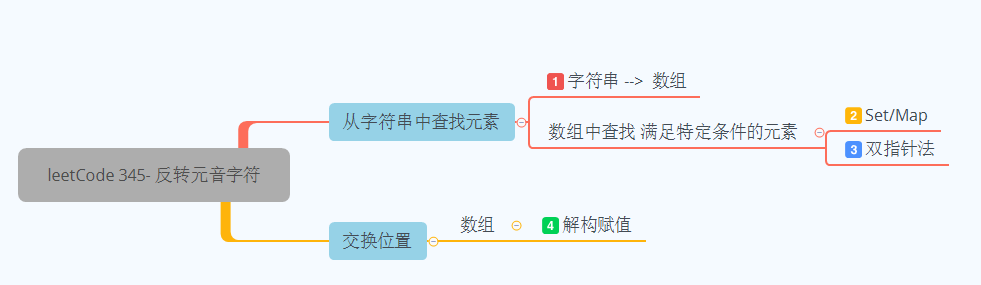 leetCode 345- 反转元音字符
从字符串中查找元素
1 字符串 --> 数组
数组中查找 满足特定条件的元素
2 Set/Map
3 双指针法
交换位置
数组
4 解构赋值